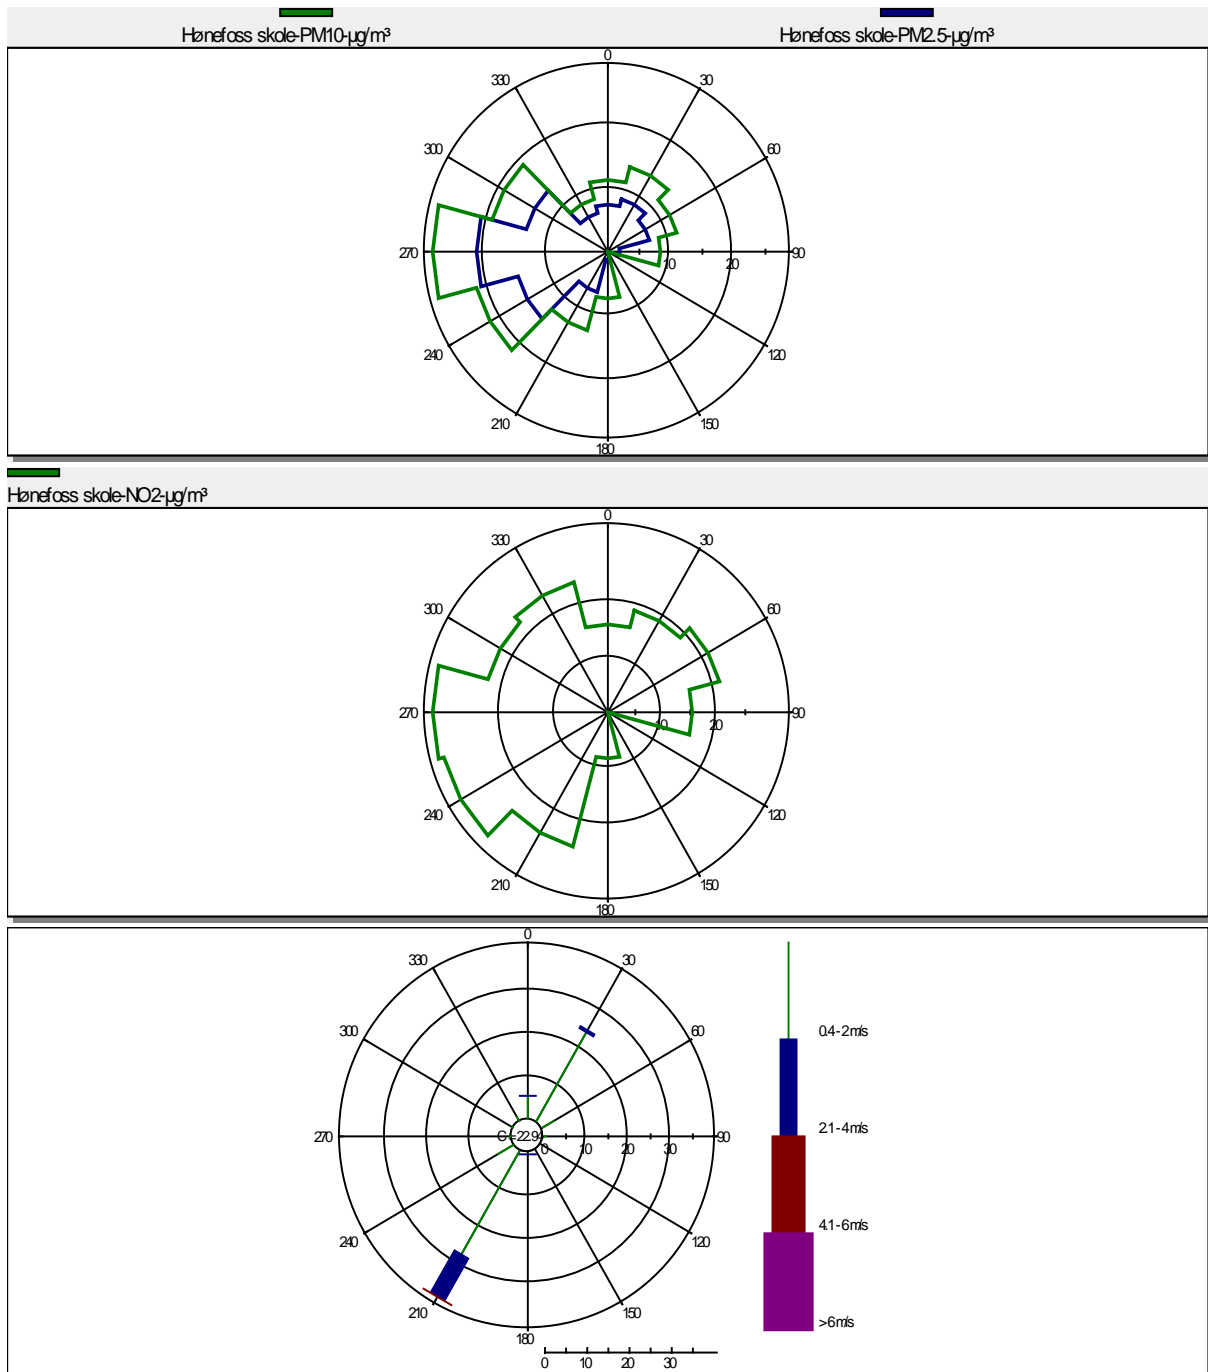 Hønefoss skole-PM10-µg/m³ Hønefoss skole-PM2.5-µg/m³
0
330 30
300 60
270 10 20 90
240 120
210 150
180
Hønefoss skole-NO2-µg/m³
0
330 30
300 60
270 10 20 90
240 120
210 150
180
0
330 30
300 60
0.4-2m/s
270 C=22.94 0 10 20 30 90
2.1-4m/s
240 120
4.1-6m/s
210 150
180
>6m/s
0 10 20 30